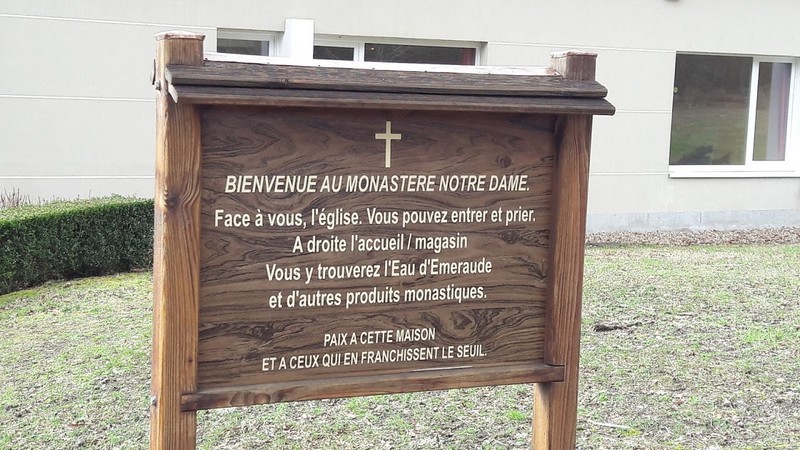 BIENVENUE AU MONASTERE NOTRE DAME.
Face à vous, l'église. Vous pouvez entrer et prier.
A droite l'accueil / magasin
Vous y trouverez l'Eau d'Emeraude
et d'autres produits monastiques.
PAIX A CETTE MAISON
ET A CEUX QUI EN FRANCHISSENT LE SEUIL.